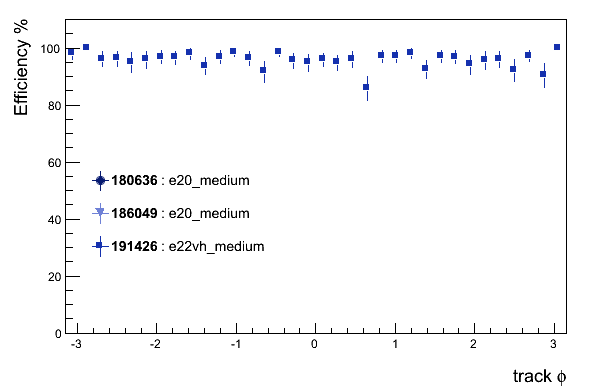 Efficiency %
100
80
60
40
20
0
180636 : e20_medium
186049 : e20_medium
191426 : e22vh_medium
-3 -2 -1 0 1 2 3
track ϕ